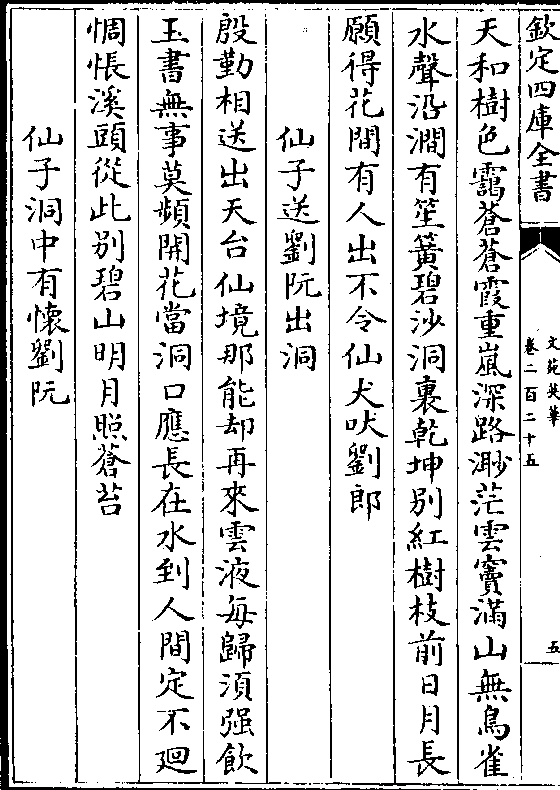 欽定四庫全書
文苑英華
卷二百二十五
五
天和樹色靄蒼蒼霞重嵐深路渺茫雲竇滿山無鳥雀
水聲沿澗有笙簧碧沙洞裏乾坤別紅樹枝前日月長
願得花間有人出不令仙犬吠劉郎
仙子送劉阮出洞
殷勤相送出天台仙境那能却再來雲液每歸須强飲
玉書無事莫頻開花當洞口應長在水到人間定不廻
惆悵溪頭從此別碧山明月照蒼苔
仙子洞中有懷劉阮